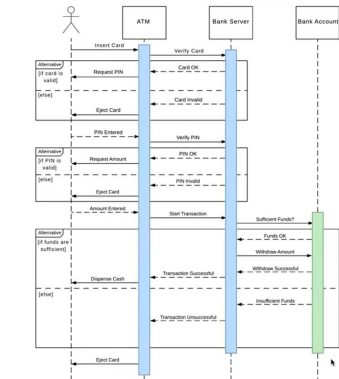 ATM
Bank Server
Bank Account
Insert Card
Verify Card
Alternative
[if card is
valid]
Card OK
Request PIN
[else]
Card Invalid
Eject Card
PIN Entered
Verify PIN
Alternative
[if PIN is
valid]
PIN OK
Request Amount
[else]
PIN Invalid
Eject Card
Amount Entered
Start Transaction
Sufficient Funds?
Alternative
[if funds are
sufficient]
Funds OK
Withdraw Amount
Withdraw Successful
Transaction Successful
Dispense Cash
[else]
Insufficient Funds
Transaction Unsuccessful
Eject Card